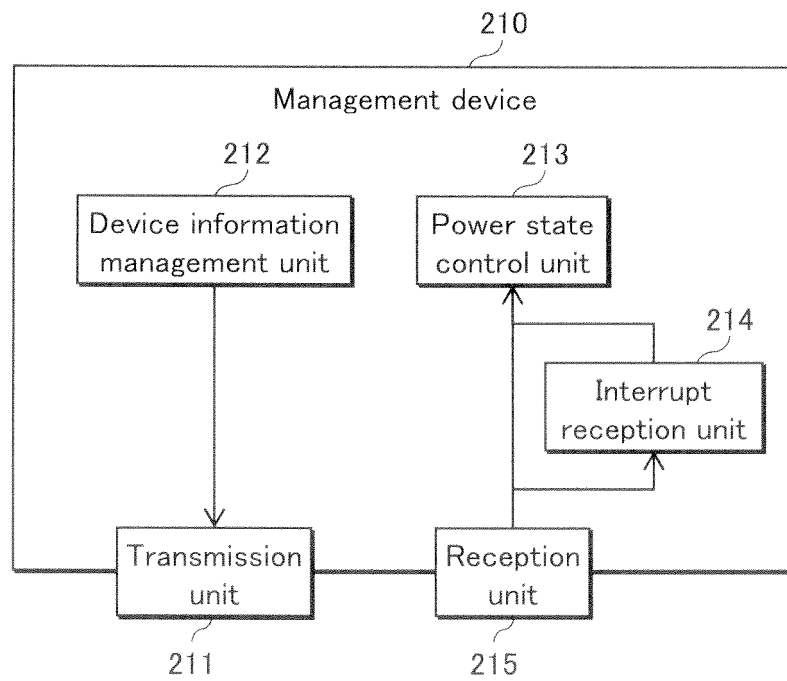 210
Management device
212
213
Device information
management unit
Power state
control unit
214
Interrupt
reception unit
Transmission
unit
Reception
unit
211
215